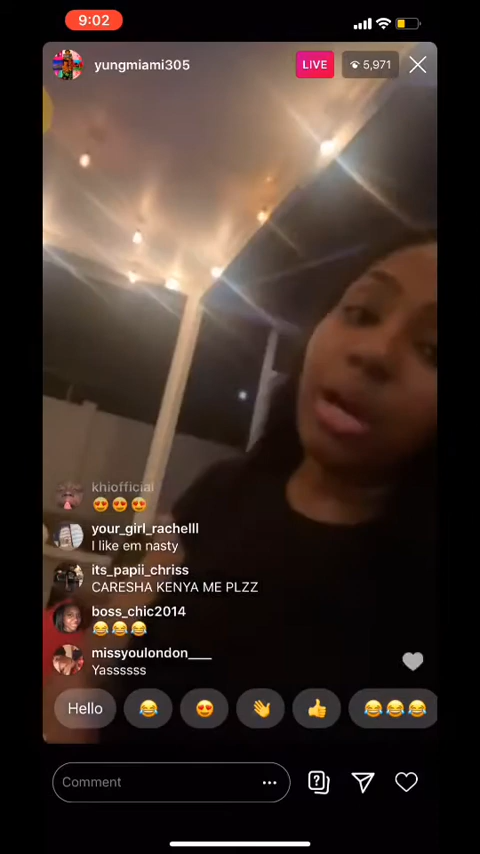 9:02
yungmiami305
LIVE
5,971
khiofficial
😍😍😍
your_girl_rachelll
I like em nasty
its_papii_chriss
CARESHA KENYA ME PLZZ
boss_chic2014
😂😂😂
missyoulondon____
Yassssss
Hello 😂 😍 👋 👍 😂😂😂
Comment